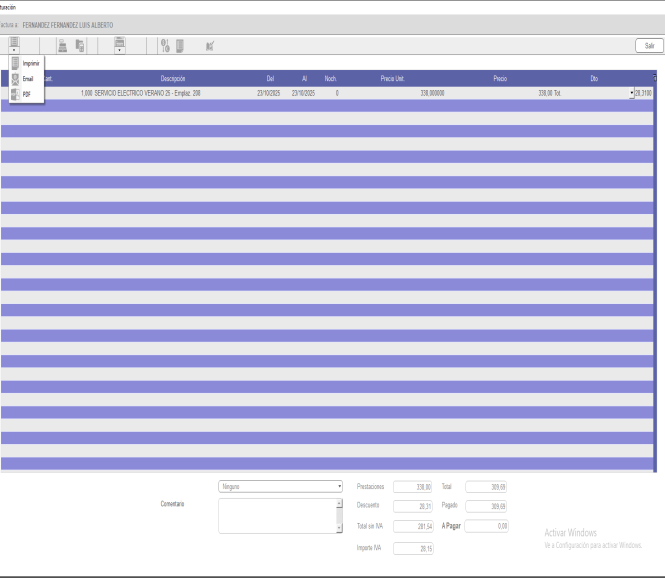 turación
actura a: FERNANDEZ FERNANDEZ LUIS ALBERTO
Salir
Imprimir
Email
PDF
ant. Descripción Del Al Noch. Precio Unit. Precio Dto
1,000 SERVICIO ELECTRICO VERANO 25 - Emplaz. 208 23/10/2025 23/10/2025 0 338,000000 338,00 Tot. 28,3100
Ninguno
Comentario
Prestaciones 338,00 Total 309,69
Descuento 28,31 Pagado 309,69
Total sin IVA 281,54 A Pagar 0,00
Importe IVA 28,15
Activar Windows
Ve a Configuración para activar Windows.